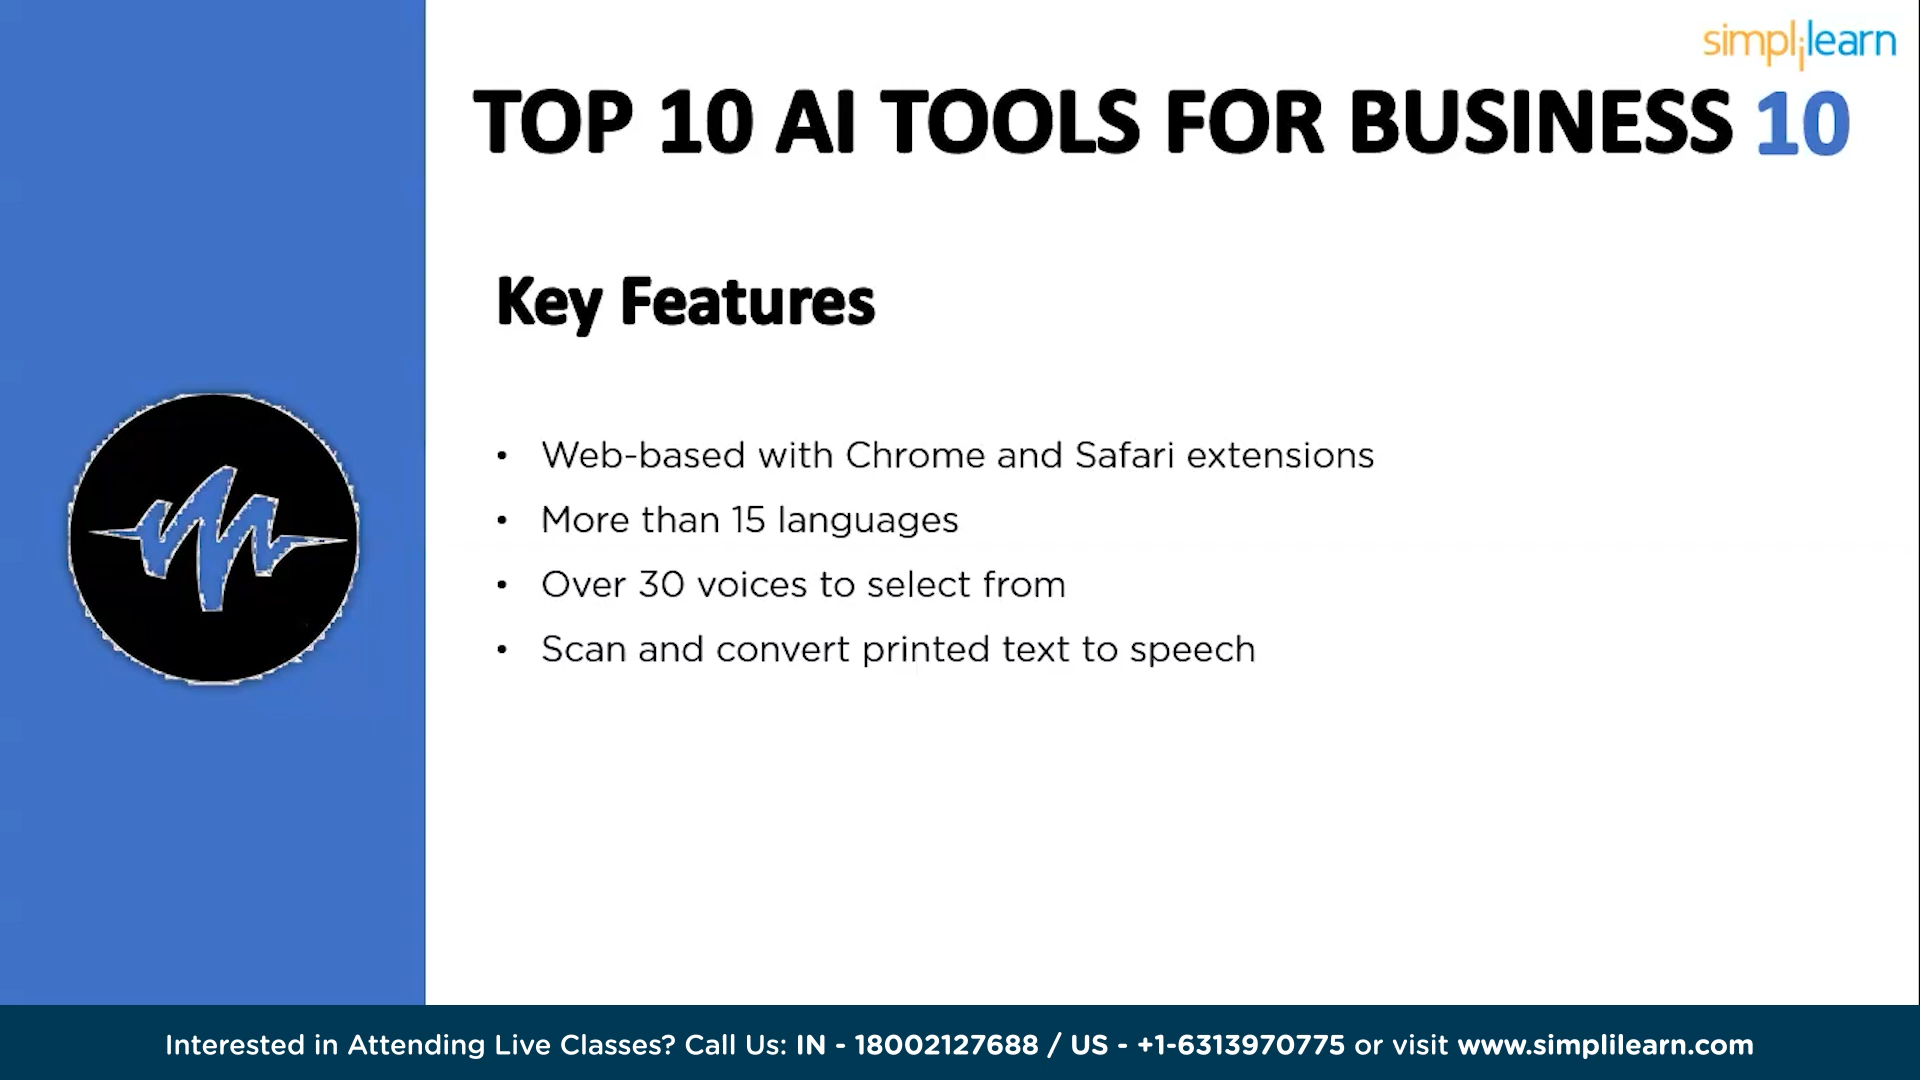 simplilearn
TOP 10 AI TOOLS FOR BUSINESS 10
Key Features
• Web-based with Chrome and Safari extensions
• More than 15 languages
• Over 30 voices to select from
• Scan and convert printed text to speech
Interested in Attending Live Classes? Call Us: IN - 18002127688 / US - +1-6313970775 or visit www.simplilearn.com